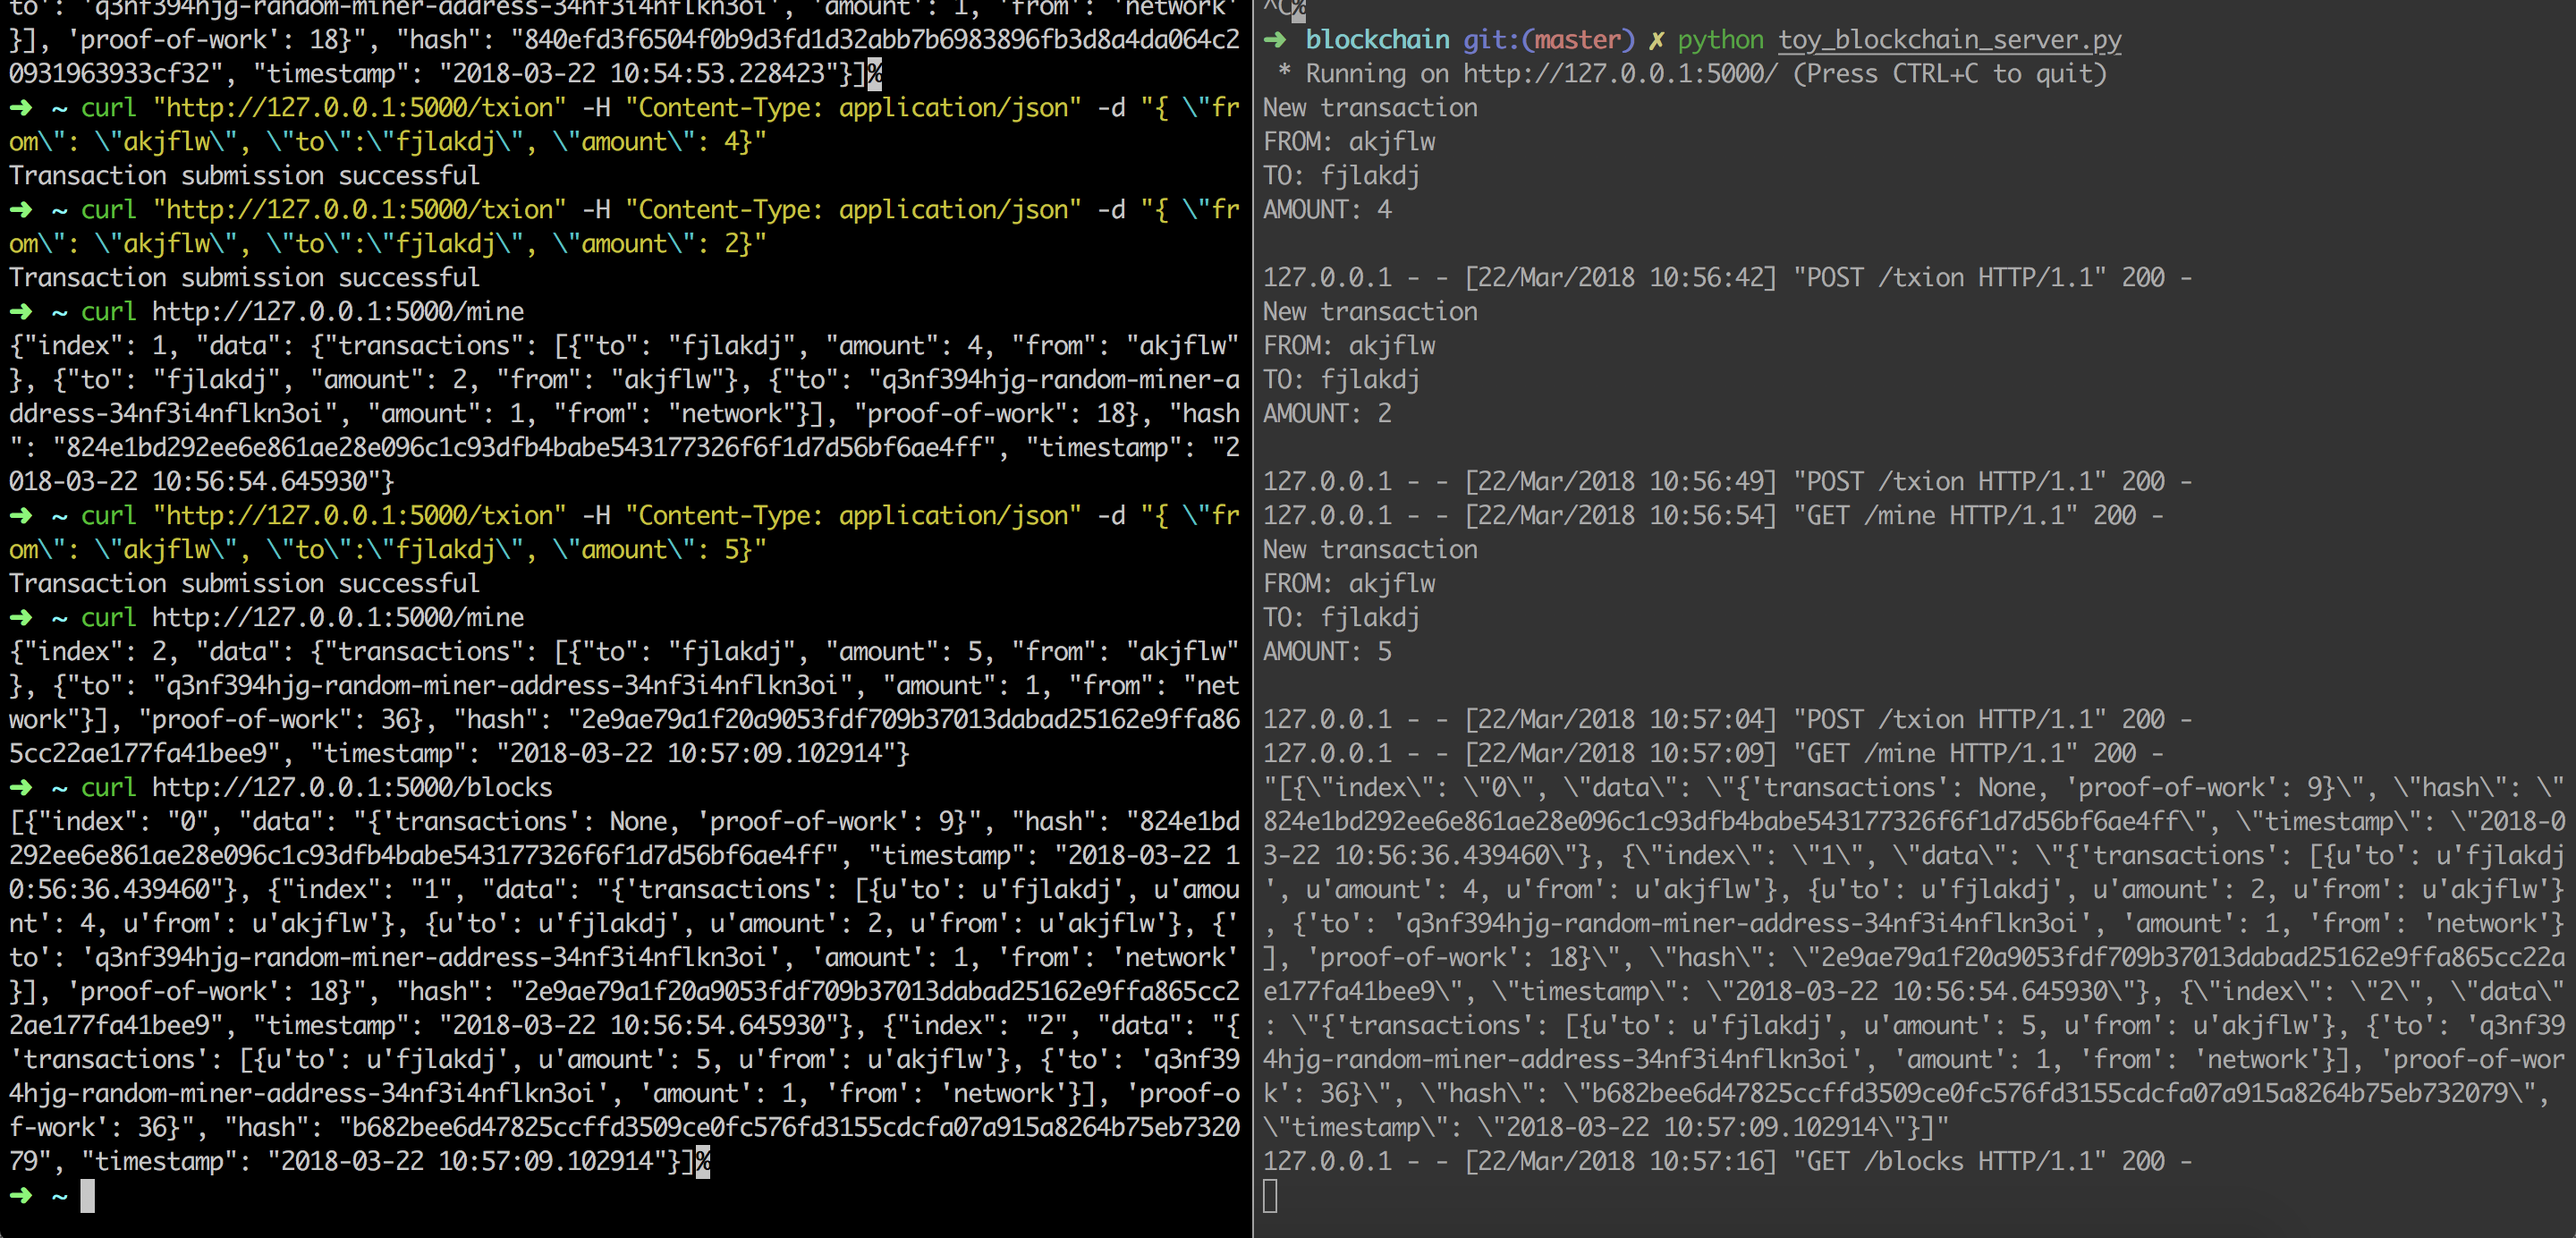 to': 'q3nf394hjg-random-miner-address-34nf3i4nflkn3oi', 'amount': 1, 'from': 'network'
}], 'proof-of-work': 18}", "hash": "840efd3f6504f0b9d3fd1d32abb7b6983896fb3d8a4da064c2
0931963933cf32", "timestamp": "2018-03-22 10:54:53.228423"}]%
➜ ~ curl "http://127.0.0.1:5000/txion" -H "Content-Type: application/json" -d "{ \"fr
om\": \"akjflw\", \"to\":\"fjlakdj\", \"amount\": 4}"
Transaction submission successful
➜ ~ curl "http://127.0.0.1:5000/txion" -H "Content-Type: application/json" -d "{ \"fr
om\": \"akjflw\", \"to\":\"fjlakdj\", \"amount\": 2}"
Transaction submission successful
➜ ~ curl http://127.0.0.1:5000/mine
{"index": 1, "data": {"transactions": [{"to": "fjlakdj", "amount": 4, "from": "akjflw"
}, {"to": "fjlakdj", "amount": 2, "from": "akjflw"}, {"to": "q3nf394hjg-random-miner-a
ddress-34nf3i4nflkn3oi", "amount": 1, "from": "network"}], "proof-of-work": 18}, "hash
": "824e1bd292ee6e861ae28e096c1c93dfb4babe543177326f6f1d7d56bf6ae4ff", "timestamp": "2
018-03-22 10:56:54.645930"}
➜ ~ curl "http://127.0.0.1:5000/txion" -H "Content-Type: application/json" -d "{ \"fr
om\": \"akjflw\", \"to\":\"fjlakdj\", \"amount\": 5}"
Transaction submission successful
➜ ~ curl http://127.0.0.1:5000/mine
{"index": 2, "data": {"transactions": [{"to": "fjlakdj", "amount": 5, "from": "akjflw"
}, {"to": "q3nf394hjg-random-miner-address-34nf3i4nflkn3oi", "amount": 1, "from": "net
work"}], "proof-of-work": 36}, "hash": "2e9ae79a1f20a9053fdf709b37013dabad25162e9ffa86
5cc22ae177fa41bee9", "timestamp": "2018-03-22 10:57:09.102914"}
➜ ~ curl http://127.0.0.1:5000/blocks
[{"index": "0", "data": "{'transactions': None, 'proof-of-work': 9}", "hash": "824e1bd
292ee6e861ae28e096c1c93dfb4babe543177326f6f1d7d56bf6ae4ff", "timestamp": "2018-03-22 1
0:56:36.439460"}, {"index": "1", "data": "{'transactions': [{u'to': u'fjlakdj', u'amou
nt': 4, u'from': u'akjflw'}, {u'to': u'fjlakdj', u'amount': 2, u'from': u'akjflw'}, {'
to': 'q3nf394hjg-random-miner-address-34nf3i4nflkn3oi', 'amount': 1, 'from': 'network'
}], 'proof-of-work': 18}", "hash": "2e9ae79a1f20a9053fdf709b37013dabad25162e9ffa865cc2
2ae177fa41bee9", "timestamp": "2018-03-22 10:56:54.645930"}, {"index": "2", "data": "{
'transactions': [{u'to': u'fjlakdj', u'amount': 5, u'from': u'akjflw'}, {'to': 'q3nf39
4hjg-random-miner-address-34nf3i4nflkn3oi', 'amount': 1, 'from': 'network'}], 'proof-o
f-work': 36}", "hash": "b682bee6d47825ccffd3509ce0fc576fd3155cdcfa07a915a8264b75eb7320
79", "timestamp": "2018-03-22 10:57:09.102914"}]%
➜ ~
^C%
➜ blockchain git:(master) ✗ python toy_blockchain_server.py
* Running on http://127.0.0.1:5000/ (Press CTRL+C to quit)
New transaction
FROM: akjflw
TO: fjlakdj
AMOUNT: 4
127.0.0.1 - - [22/Mar/2018 10:56:42] "POST /txion HTTP/1.1" 200 -
New transaction
FROM: akjflw
TO: fjlakdj
AMOUNT: 2
127.0.0.1 - - [22/Mar/2018 10:56:49] "POST /txion HTTP/1.1" 200 -
127.0.0.1 - - [22/Mar/2018 10:56:54] "GET /mine HTTP/1.1" 200 -
New transaction
FROM: akjflw
TO: fjlakdj
AMOUNT: 5
127.0.0.1 - - [22/Mar/2018 10:57:04] "POST /txion HTTP/1.1" 200 -
127.0.0.1 - - [22/Mar/2018 10:57:09] "GET /mine HTTP/1.1" 200 -
"[{\"index\": \"0\", \"data\": \"{'transactions': None, 'proof-of-work': 9}\", \"hash\": \"
824e1bd292ee6e861ae28e096c1c93dfb4babe543177326f6f1d7d56bf6ae4ff\", \"timestamp\": \"2018-0
3-22 10:56:36.439460\"}, {\"index\": \"1\", \"data\": \"{'transactions': [{u'to': u'fjlakdj
', u'amount': 4, u'from': u'akjflw'}, {u'to': u'fjlakdj', u'amount': 2, u'from': u'akjflw'}
, {'to': 'q3nf394hjg-random-miner-address-34nf3i4nflkn3oi', 'amount': 1, 'from': 'network'}
], 'proof-of-work': 18}\", \"hash\": \"2e9ae79a1f20a9053fdf709b37013dabad25162e9ffa865cc22a
e177fa41bee9\", \"timestamp\": \"2018-03-22 10:56:54.645930\"}, {\"index\": \"2\", \"data\"
: \"{'transactions': [{u'to': u'fjlakdj', u'amount': 5, u'from': u'akjflw'}, {'to': 'q3nf39
4hjg-random-miner-address-34nf3i4nflkn3oi', 'amount': 1, 'from': 'network'}], 'proof-of-wor
k': 36}\", \"hash\": \"b682bee6d47825ccffd3509ce0fc576fd3155cdcfa07a915a8264b75eb732079\",
\"timestamp\": \"2018-03-22 10:57:09.102914\"}]"
127.0.0.1 - - [22/Mar/2018 10:57:16] "GET /blocks HTTP/1.1" 200 -